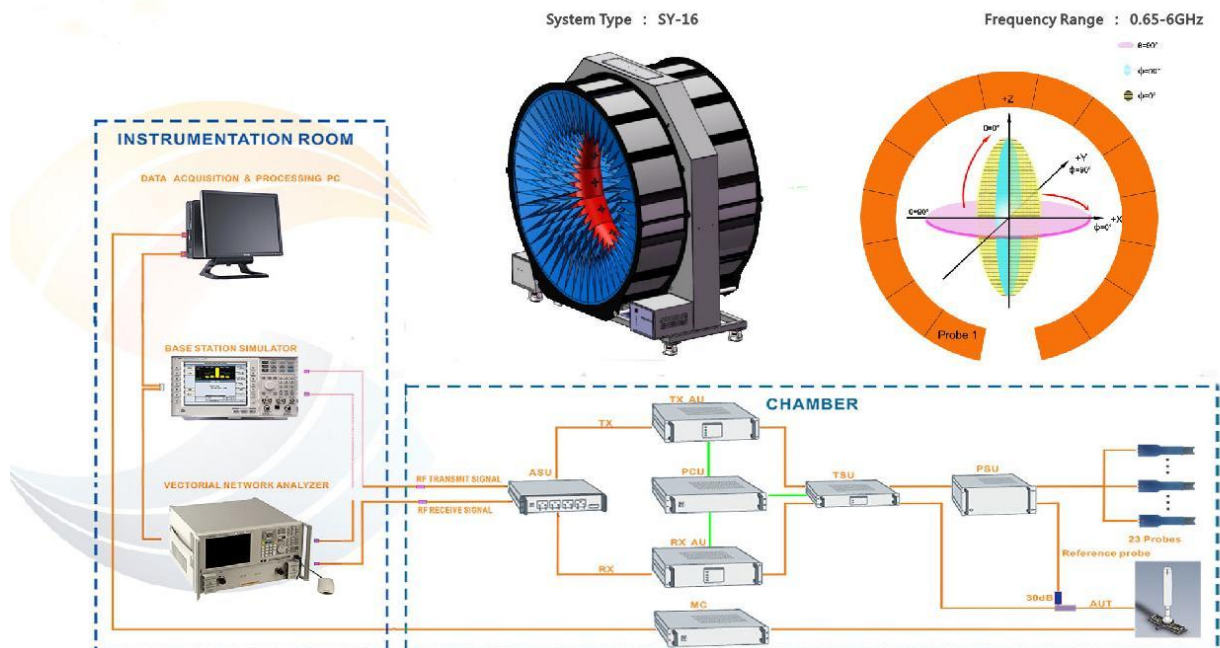 System Type : SY-16
Frequency Range : 0.65-6GHz
θ=90°
ϕ=90°
ϕ=0°
+Z
θ=0°
+Y
ϕ=90°
θ=90°
+X
ϕ=0°
Probe 1
INSTRUMENTATION ROOM
DATA ACQUISITION & PROCESSING PC
BASE STATION SIMULATOR
VECTORIAL NETWORK ANALYZER
CHAMBER
TX AU
TX
ASU
PCU
TSU
PSU
RF TRANSMIT SIGNAL
RF RECEIVE SIGNAL
RX AU
RX
23 Probes
Reference probe
30dB
AUT
MC